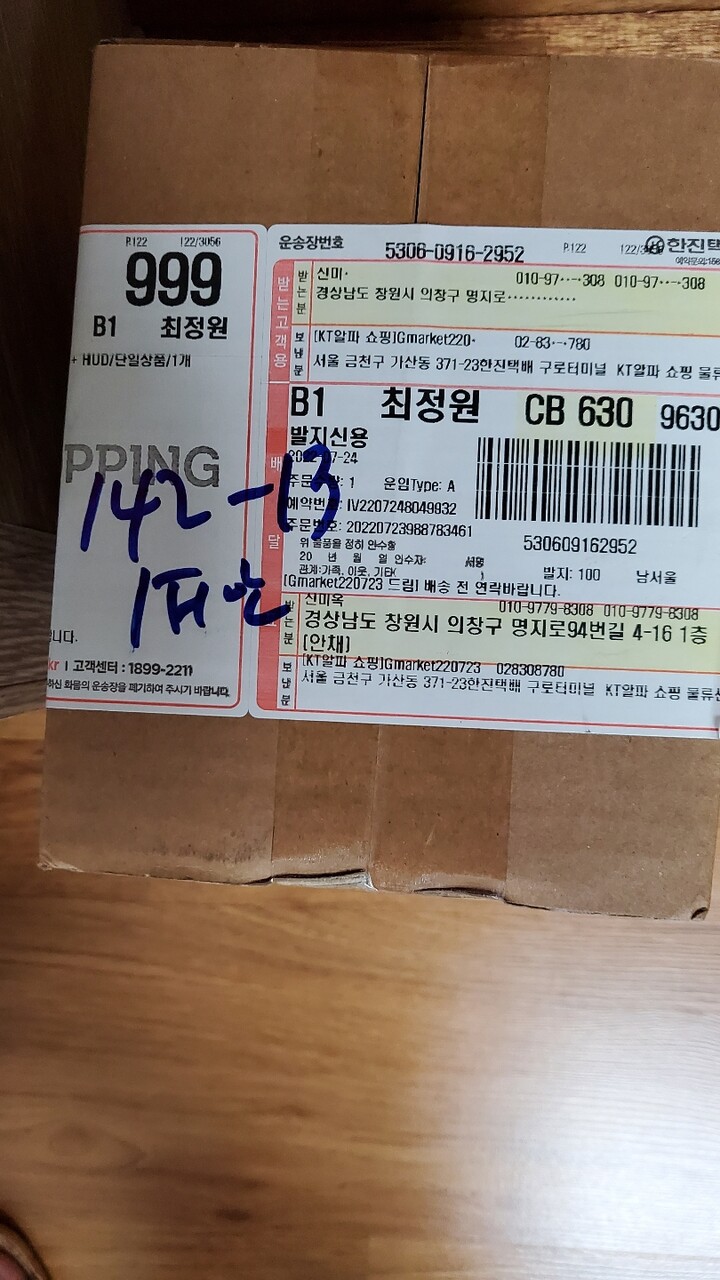 P.122 122/3056
999
B1 최정원
+ HUD/단일상품/1개
PPING
142-13
니다.
kr | 고객센터 : 1899-2211
하신 화물의 운송장을 폐기하여 주시기 바랍니다.
운송장번호 5306-0916-2952 P.122 한진택
받는고객용
받는분
신미· 010-97··-·308 010-97··-·308
경상남도 창원시 의창구 명지로············
보낸분
[KT알파 쇼핑]Gmarket220· 02-83·-·780
서울 금천구 가산동 371-23한진택배 구로터미널 KT알파 쇼핑 물류
B1 최정원 CB 630 9630
발지신용
07-24
1 운임Type: A
예약번호: IV2207248049932
주문번호: 20220723988783461
위 물품을 정히 인수함
530609162952
20 년 월 일 인수자: 서명
관계:가족, 이웃, 기타( )
발지: 100 남서울
[Gmarket220723 드림] 배송 전 연락바랍니다.
배달
신미옥 010-9779-8308 010-9779-8308
경상남도 창원시 의창구 명지로94번길 4-16 1층
[안채]
보낸분
[KT알파 쇼핑]Gmarket220723 028308780
서울 금천구 가산동 371-23한진택배 구로터미널 KT알파 쇼핑 물류센